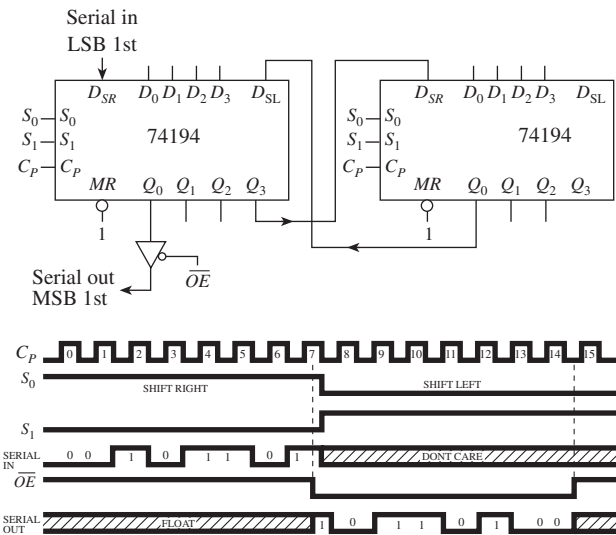 Serial in
LSB 1st
D_SR D_0 D_1 D_2 D_3 D_SL
S_0 S_0
S_1 S_1
C_P C_P
74194
MR Q_0 Q_1 Q_2 Q_3
1
D_SR D_0 D_1 D_2 D_3 D_SL
S_0 S_0
S_1 S_1
C_P C_P
74194
MR Q_0 Q_1 Q_2 Q_3
1
Serial out
MSB 1st
OE
C_P 0 1 2 3 4 5 6 7 8 9 10 11 12 13 14 15
S_0 SHIFT RIGHT SHIFT LEFT
S_1
SERIAL IN 0 0 1 0 1 1 0 1 DONT CARE
OE
SERIAL OUT FLOAT 1 0 1 1 0 1 0 0